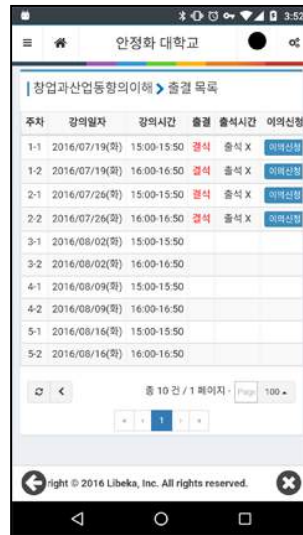 3:52
안정화 대학교
창업과산업동향의이해 > 출결 목록
주차 강의일자 강의시간 출결 출석시간 이의신청
1-1 2016/07/19(화) 15:00-15:50 결석 출석 X 이의신청
1-2 2016/07/19(화) 16:00-16:50 결석 출석 X 이의신청
2-1 2016/07/26(화) 15:00-15:50 결석 출석 X 이의신청
2-2 2016/07/26(화) 16:00-16:50 결석 출석 X 이의신청
3-1 2016/08/02(화) 15:00-15:50
3-2 2016/08/02(화) 16:00-16:50
4-1 2016/08/09(화) 15:00-15:50
4-2 2016/08/09(화) 16:00-16:50
5-1 2016/08/16(화) 15:00-15:50
5-2 2016/08/16(화) 16:00-16:50
총 10 건 / 1 페이지 - Page 100
« ‹ 1 › »
right © 2016 Libeka, Inc. All rights reserved.